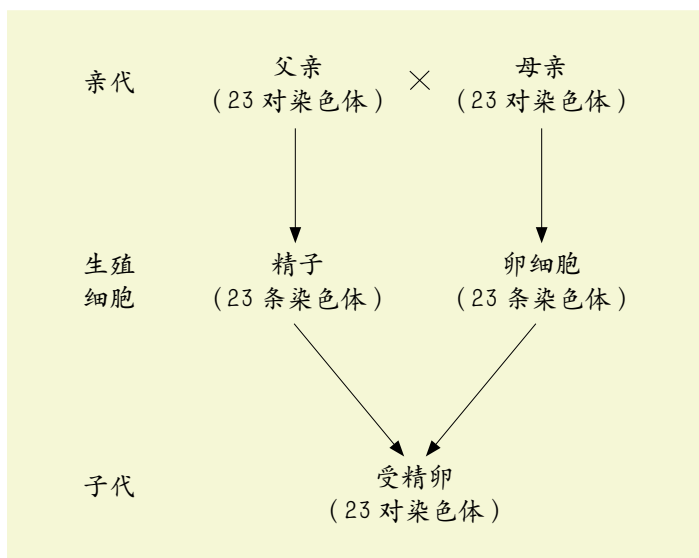 亲代
父亲 × 母亲
（23 对染色体） （23 对染色体）
生殖 精子 卵细胞
细胞 （23 条染色体） （23 条染色体）
子代 受精卵
（23 对染色体）